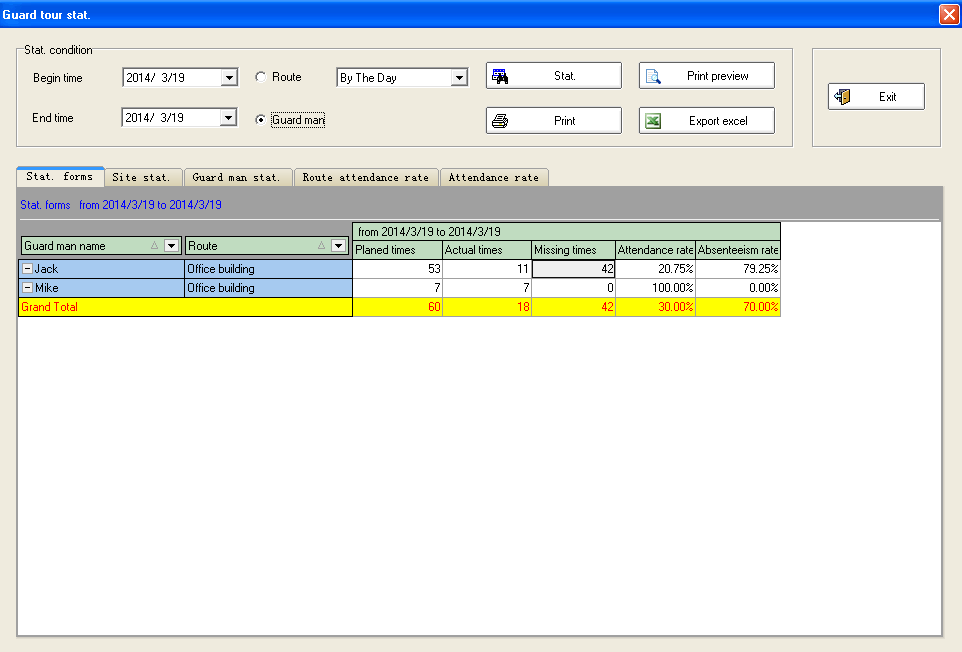 Guard tour stat.
Stat. condition
Begin time 2014/ 3/19 Route By The Day Stat. Print preview
Exit
End time 2014/ 3/19 Guard man Print Export excel
Stat. forms Site stat. Guard man stat. Route attendance rate Attendance rate
Stat. forms from 2014/3/19 to 2014/3/19
from 2014/3/19 to 2014/3/19
Guard man name Route Planed times Actual times Missing times Attendance rate Absenteeism rate
Jack Office building 53 11 42 20.75% 79.25%
Mike Office building 7 7 0 100.00% 0.00%
Grand Total 60 18 42 30.00% 70.00%